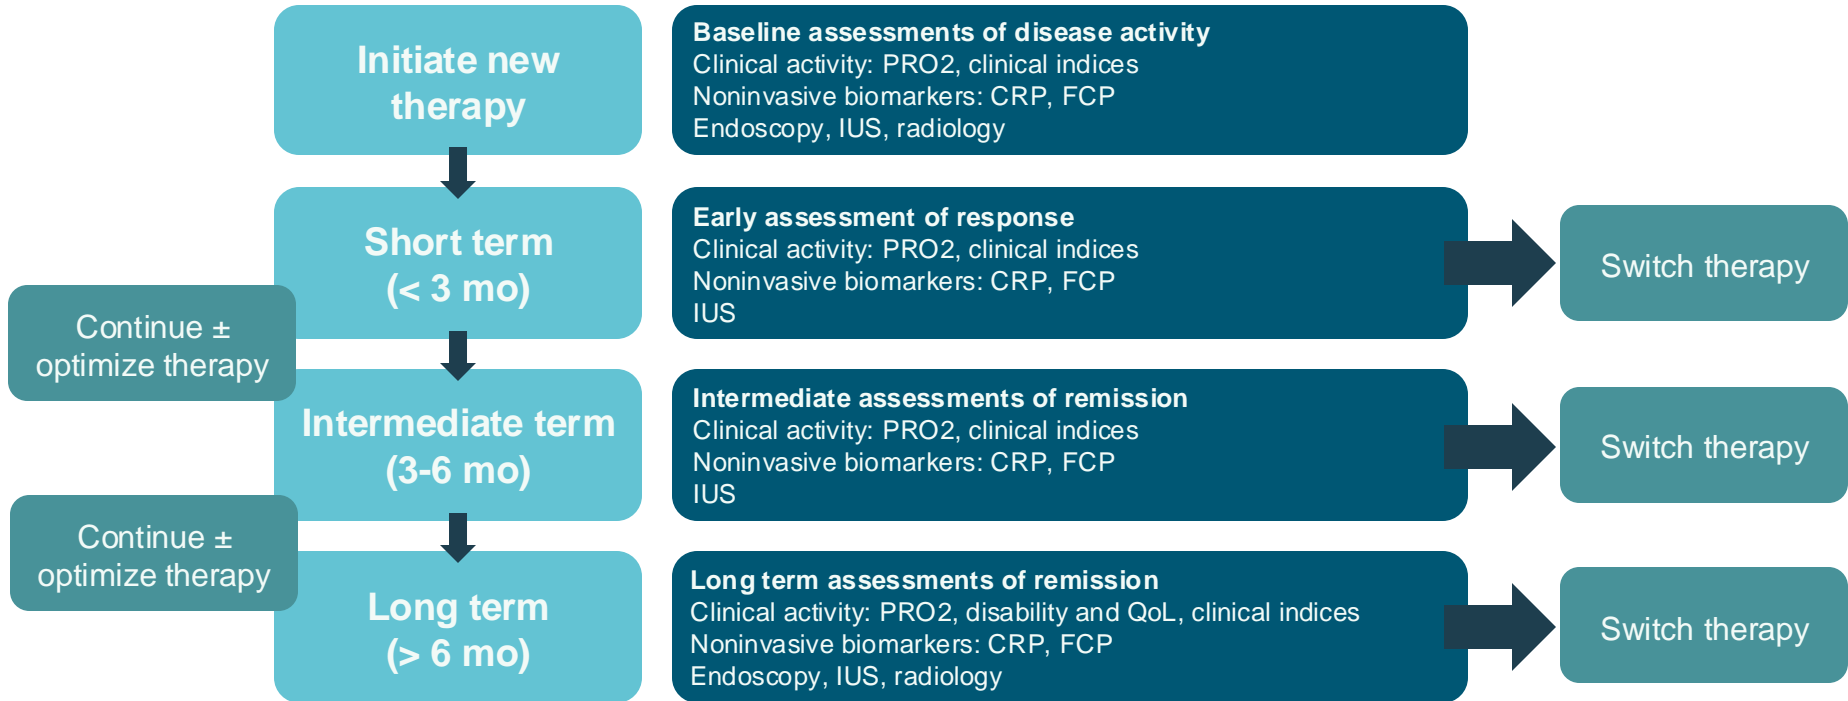 Initiate new
therapy
Baseline assessments of disease activity
Clinical activity: PRO2, clinical indices
Noninvasive biomarkers: CRP, FCP
Endoscopy, IUS, radiology
Short term
(< 3 mo)
Early assessment of response
Clinical activity: PRO2, clinical indices
Noninvasive biomarkers: CRP, FCP
IUS
Switch therapy
Continue ±
optimize therapy
Intermediate term
(3-6 mo)
Intermediate assessments of remission
Clinical activity: PRO2, clinical indices
Noninvasive biomarkers: CRP, FCP
IUS
Switch therapy
Continue ±
optimize therapy
Long term
(> 6 mo)
Long term assessments of remission
Clinical activity: PRO2, disability and QoL, clinical indices
Noninvasive biomarkers: CRP, FCP
Endoscopy, IUS, radiology
Switch therapy